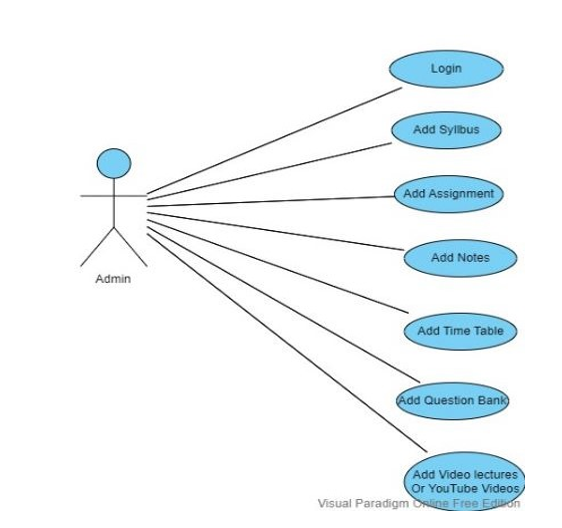 Login
Add Syllbus
Add Assignment
Add Notes
Admin
Add Time Table
Add Question Bank
Add Video lectures
Or YouTube Videos
Visual Paradigm Online Free Edition